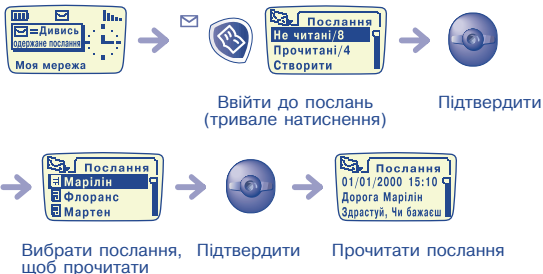 =Дивись
одержане послання
Моя мережа
Послання
Не читані/8
Прочитані/4
Створити
Ввійти до послань
(тривале натиснення)
Підтвердити
Послання
Марілін
Флоранс
Мартен
Послання
01/01/2000 15:10
Дорога Марілін
Здрастуй, Чи бажаєш
Вибрати послання,
щоб прочитати
Підтвердити
Прочитати послання